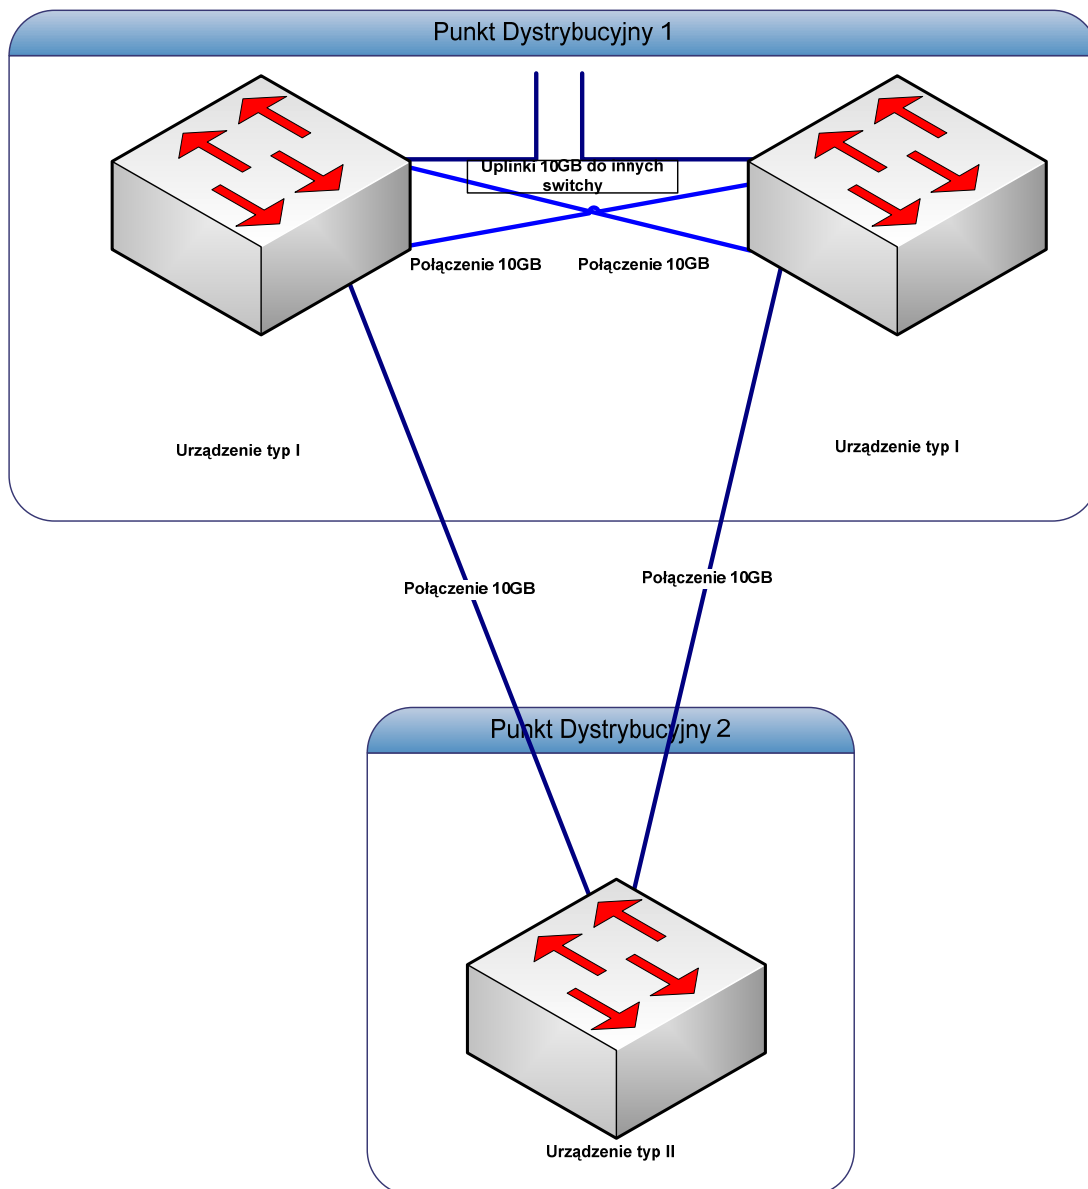 Punkt Dystrybucyjny 1
Uplinki 10GB do innych
switchy
Połączenie 10GB
Połączenie 10GB
Urządzenie typ I
Urządzenie typ I
Połączenie 10GB
Połączenie 10GB
Punkt Dystrybucyjny 2
Urządzenie typ II